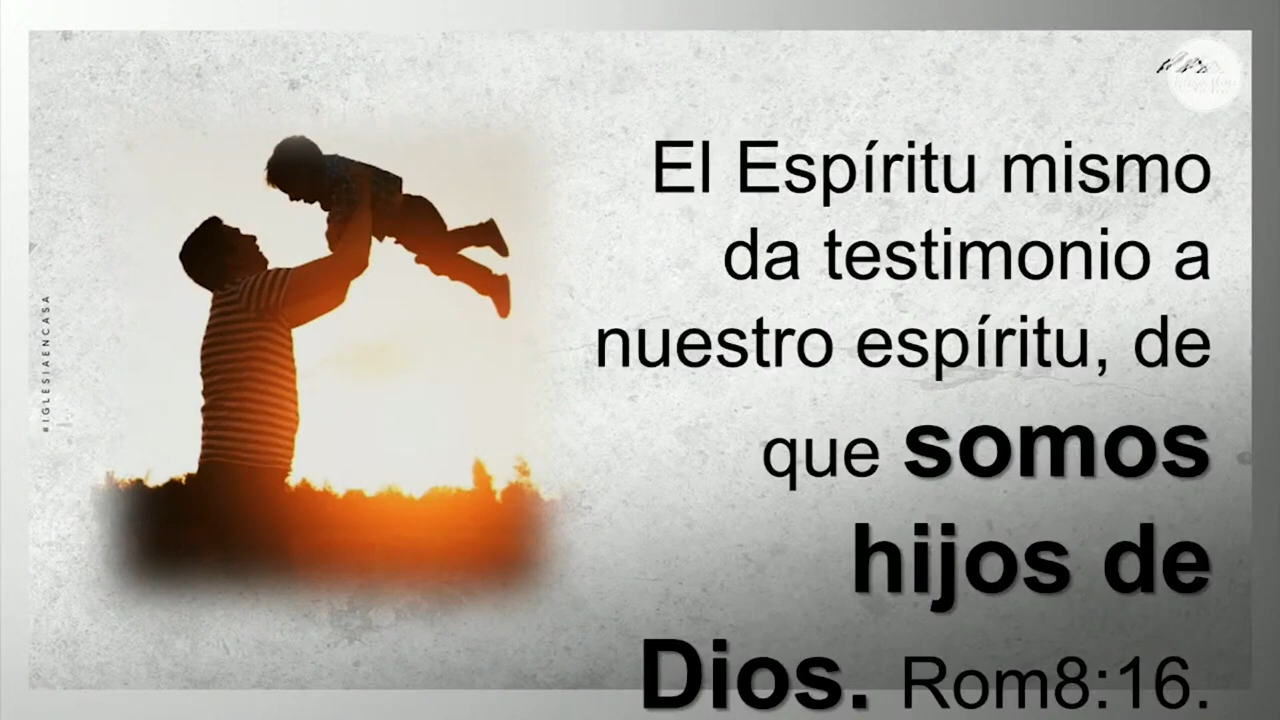 El Espíritu mismo
da testimonio a
nuestro espíritu, de
que somos
hijos de
Dios. Rom8:16.
#IGLESIAENCASA